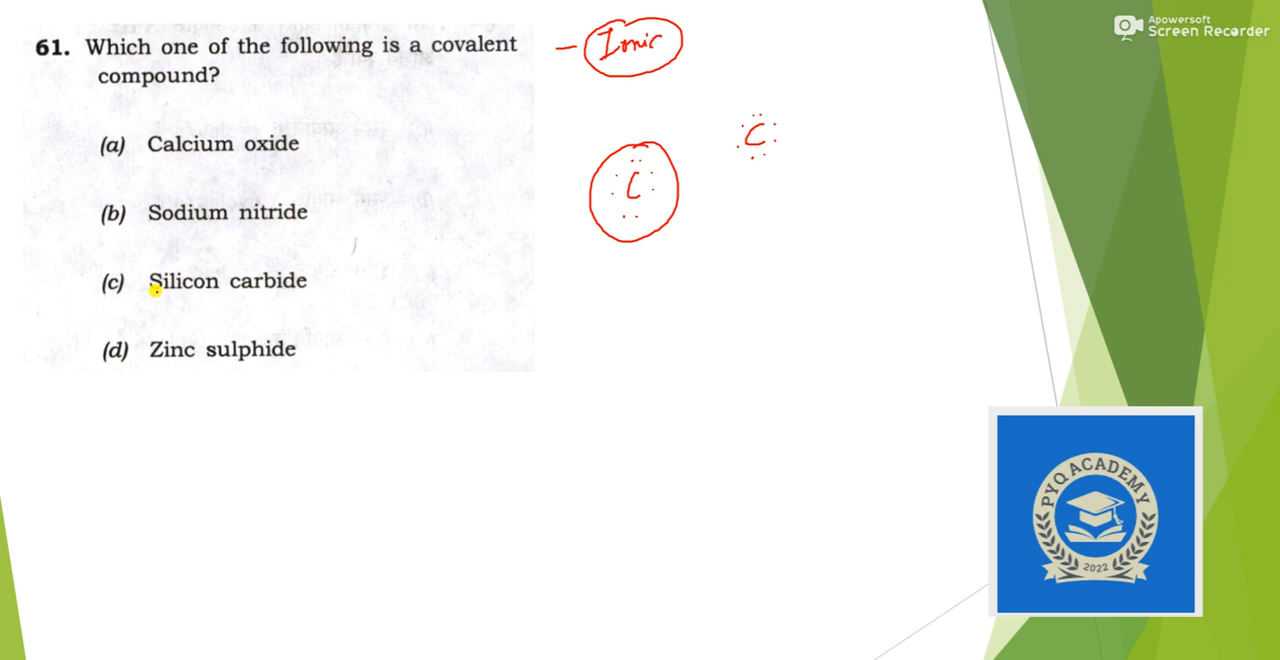 61. Which one of the following is a covalent
compound?
(a) Calcium oxide
(b) Sodium nitride
(c) Silicon carbide
(d) Zinc sulphide
- Ionic
C
C
Apowersoft
Screen Recorder
PYQ ACADEMY
2022